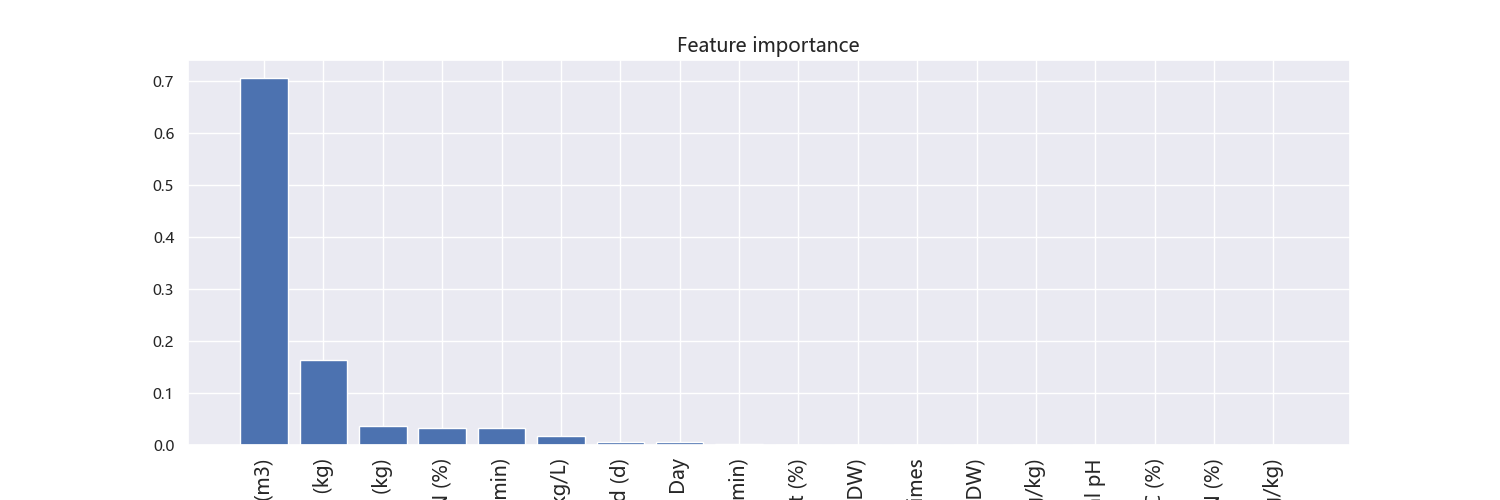 Feature importance
0.7
0.6
0.5
0.4
0.3
0.2
0.1
0.0
(m3)
(kg)
(kg)
(%)
min)
kg/L)
(d)
Day
min)
(%)
DW)
DW)
/kg)
pH
(%)
(%)
/kg)